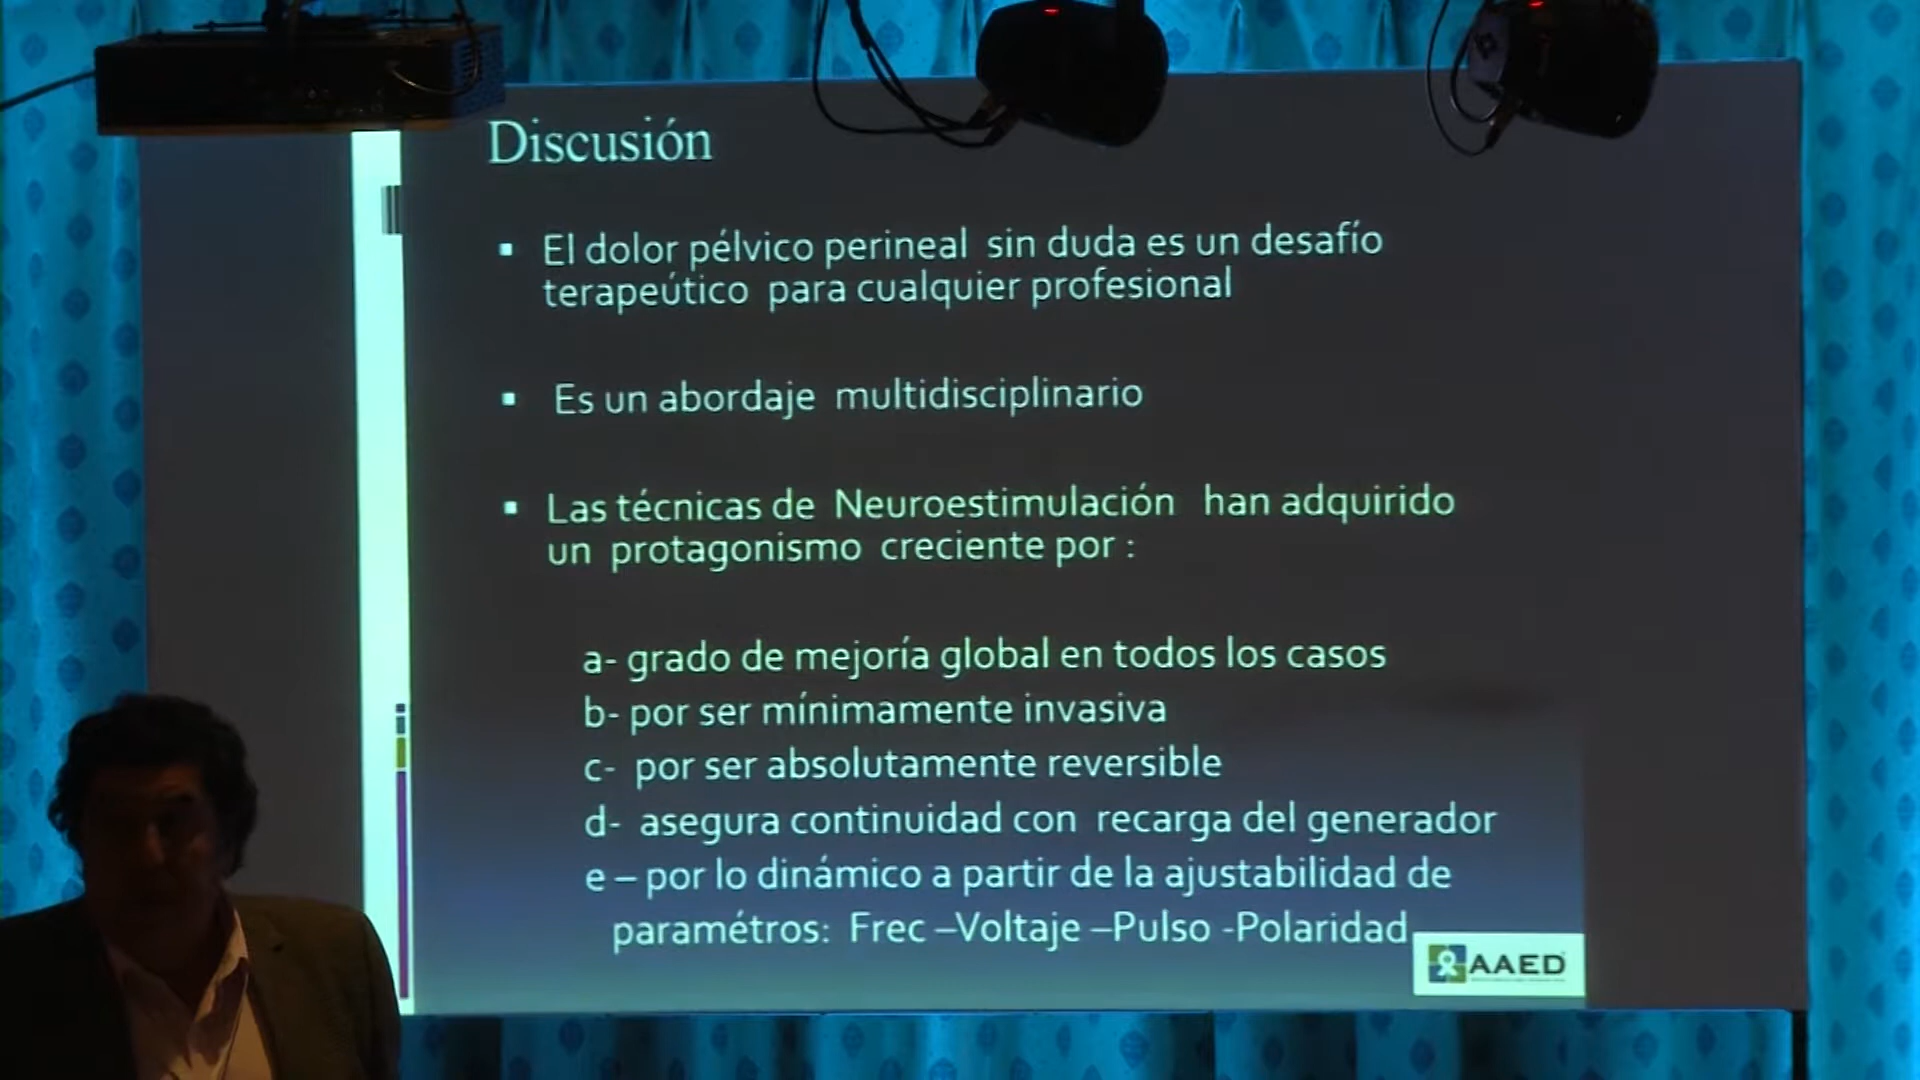 Discusión
▪ El dolor pélvico perineal sin duda es un desafío
terapeútico para cualquier profesional
▪ Es un abordaje multidisciplinario
▪ Las técnicas de Neuroestimulación han adquirido
un protagonismo creciente por :
a- grado de mejoría global en todos los casos
b- por ser mínimamente invasiva
c- por ser absolutamente reversible
d- asegura continuidad con recarga del generador
e – por lo dinámico a partir de la ajustabilidad de
paramétros: Frec –Voltaje –Pulso -Polaridad
AAED